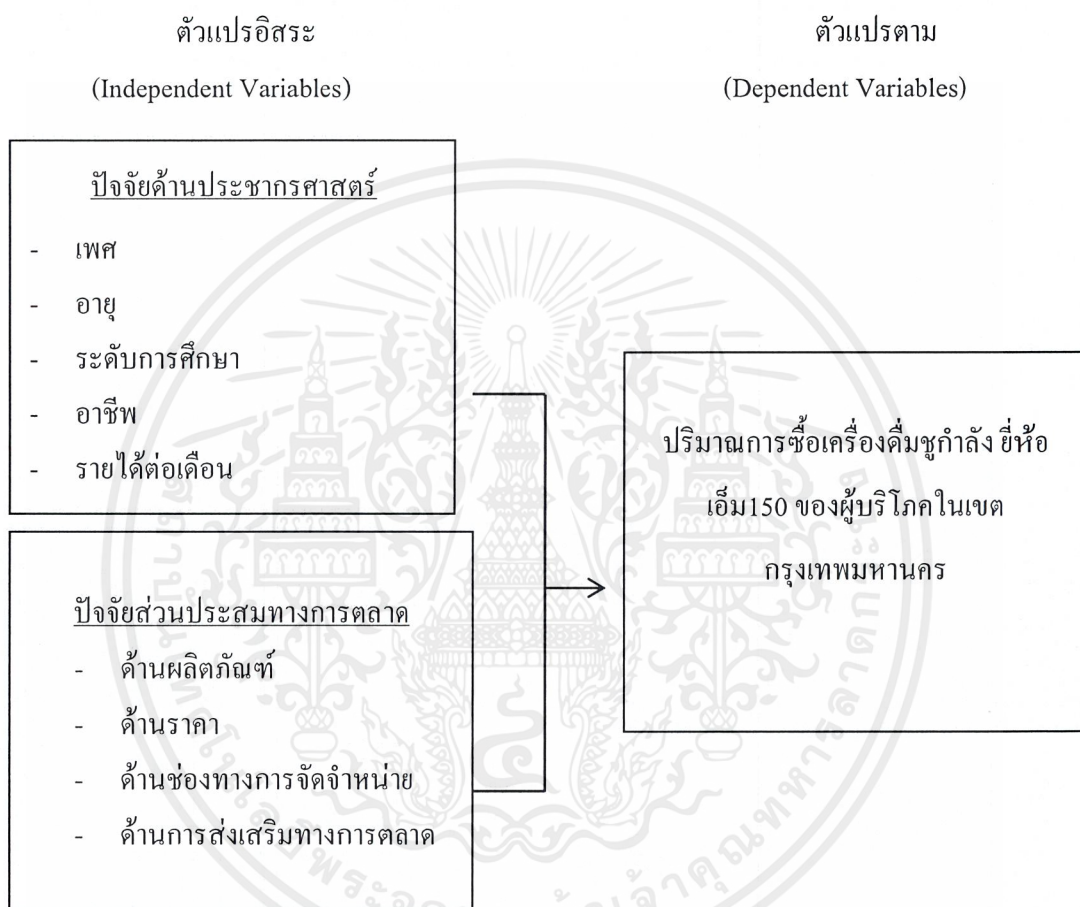 ตัวแปรอิสระ
(Independent Variables)
ตัวแปรตาม
(Dependent Variables)
ปัจจัยด้านประชากรศาสตร์
- เพศ
- อายุ
- ระดับการศึกษา
- อาชีพ
- รายได้ต่อเดือน
ปัจจัยส่วนประสมทางการตลาด
- ด้านผลิตภัณฑ์
- ด้านราคา
- ด้านช่องทางการจัดจำหน่าย
- ด้านการส่งเสริมทางการตลาด
ปริมาณการซื้อเครื่องดื่มชูกำลัง ยี่ห้อ
เอ็ม150 ของผู้บริโภคในเขต
กรุงเทพมหานคร